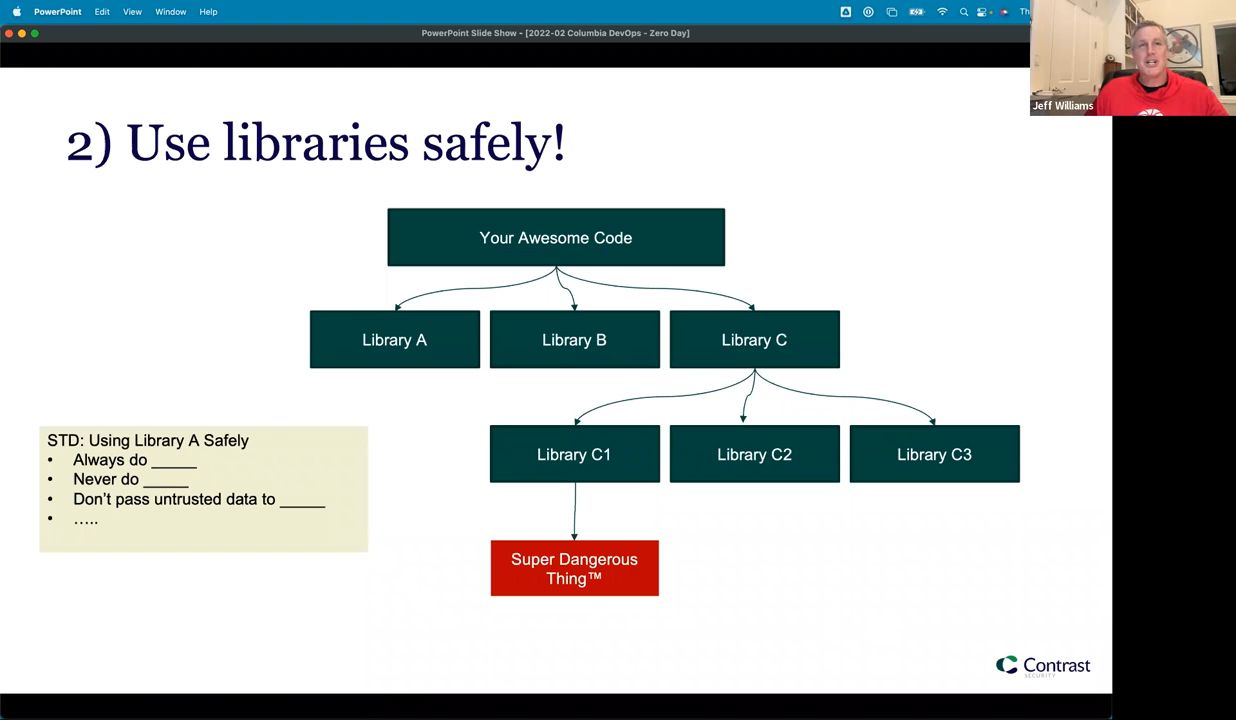 PowerPoint Edit View Window Help Th
PowerPoint Slide Show - [2022-02 Columbia DevOps - Zero Day]
Jeff Williams
2) Use libraries safely!
Your Awesome Code
Library A
Library B
Library C
Library C1
Library C2
Library C3
STD: Using Library A Safely
• Always do _____
• Never do _____
• Don’t pass untrusted data to _____
• …..
Super Dangerous
Thing™
Contrast
SECURITY